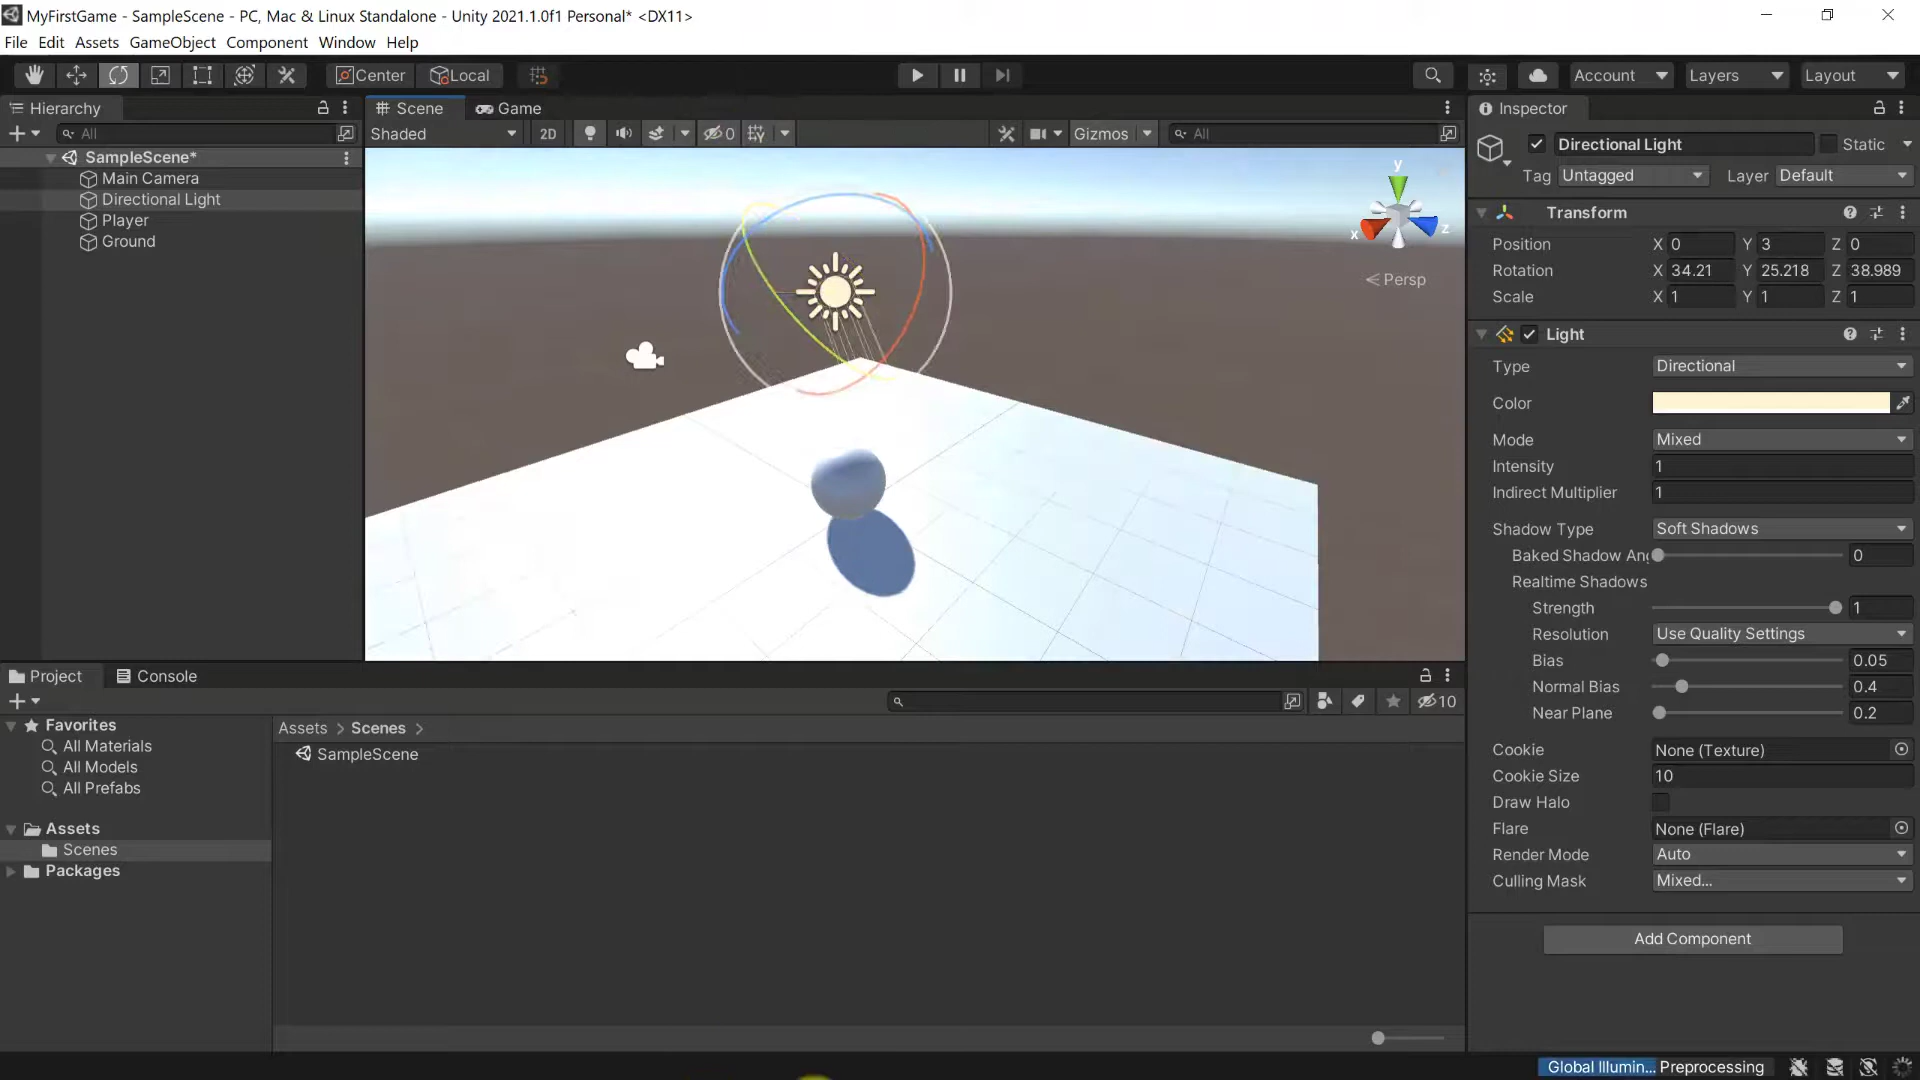 MyFirstGame - SampleScene - PC, Mac & Linux Standalone - Unity 2021.1.0f1 Personal* <DX11>
File Edit Assets GameObject Component Window Help
Center Local Account Layers Layout
Hierarchy
All
SampleScene*
Main Camera
Directional Light
Player
Ground
Scene Game
Shaded 2D 0 Gizmos All
y
x
z
Persp
Inspector
Directional Light Static
Tag Untagged Layer Default
Transform
Position X 0 Y 3 Z 0
Rotation X 34.21 Y 25.218 Z 38.989
Scale X 1 Y 1 Z 1
Light
Type Directional
Color
Mode Mixed
Intensity 1
Indirect Multiplier 1
Shadow Type Soft Shadows
Baked Shadow Ang 0
Realtime Shadows
Strength 1
Resolution Use Quality Settings
Bias 0.05
Normal Bias 0.4
Near Plane 0.2
Cookie None (Texture)
Cookie Size 10
Draw Halo
Flare None (Flare)
Render Mode Auto
Culling Mask Mixed...
Add Component
Project Console
10
Favorites
All Materials
All Models
All Prefabs
Assets
Scenes
Packages
Assets > Scenes >
SampleScene
Global Illumin... Preprocessing